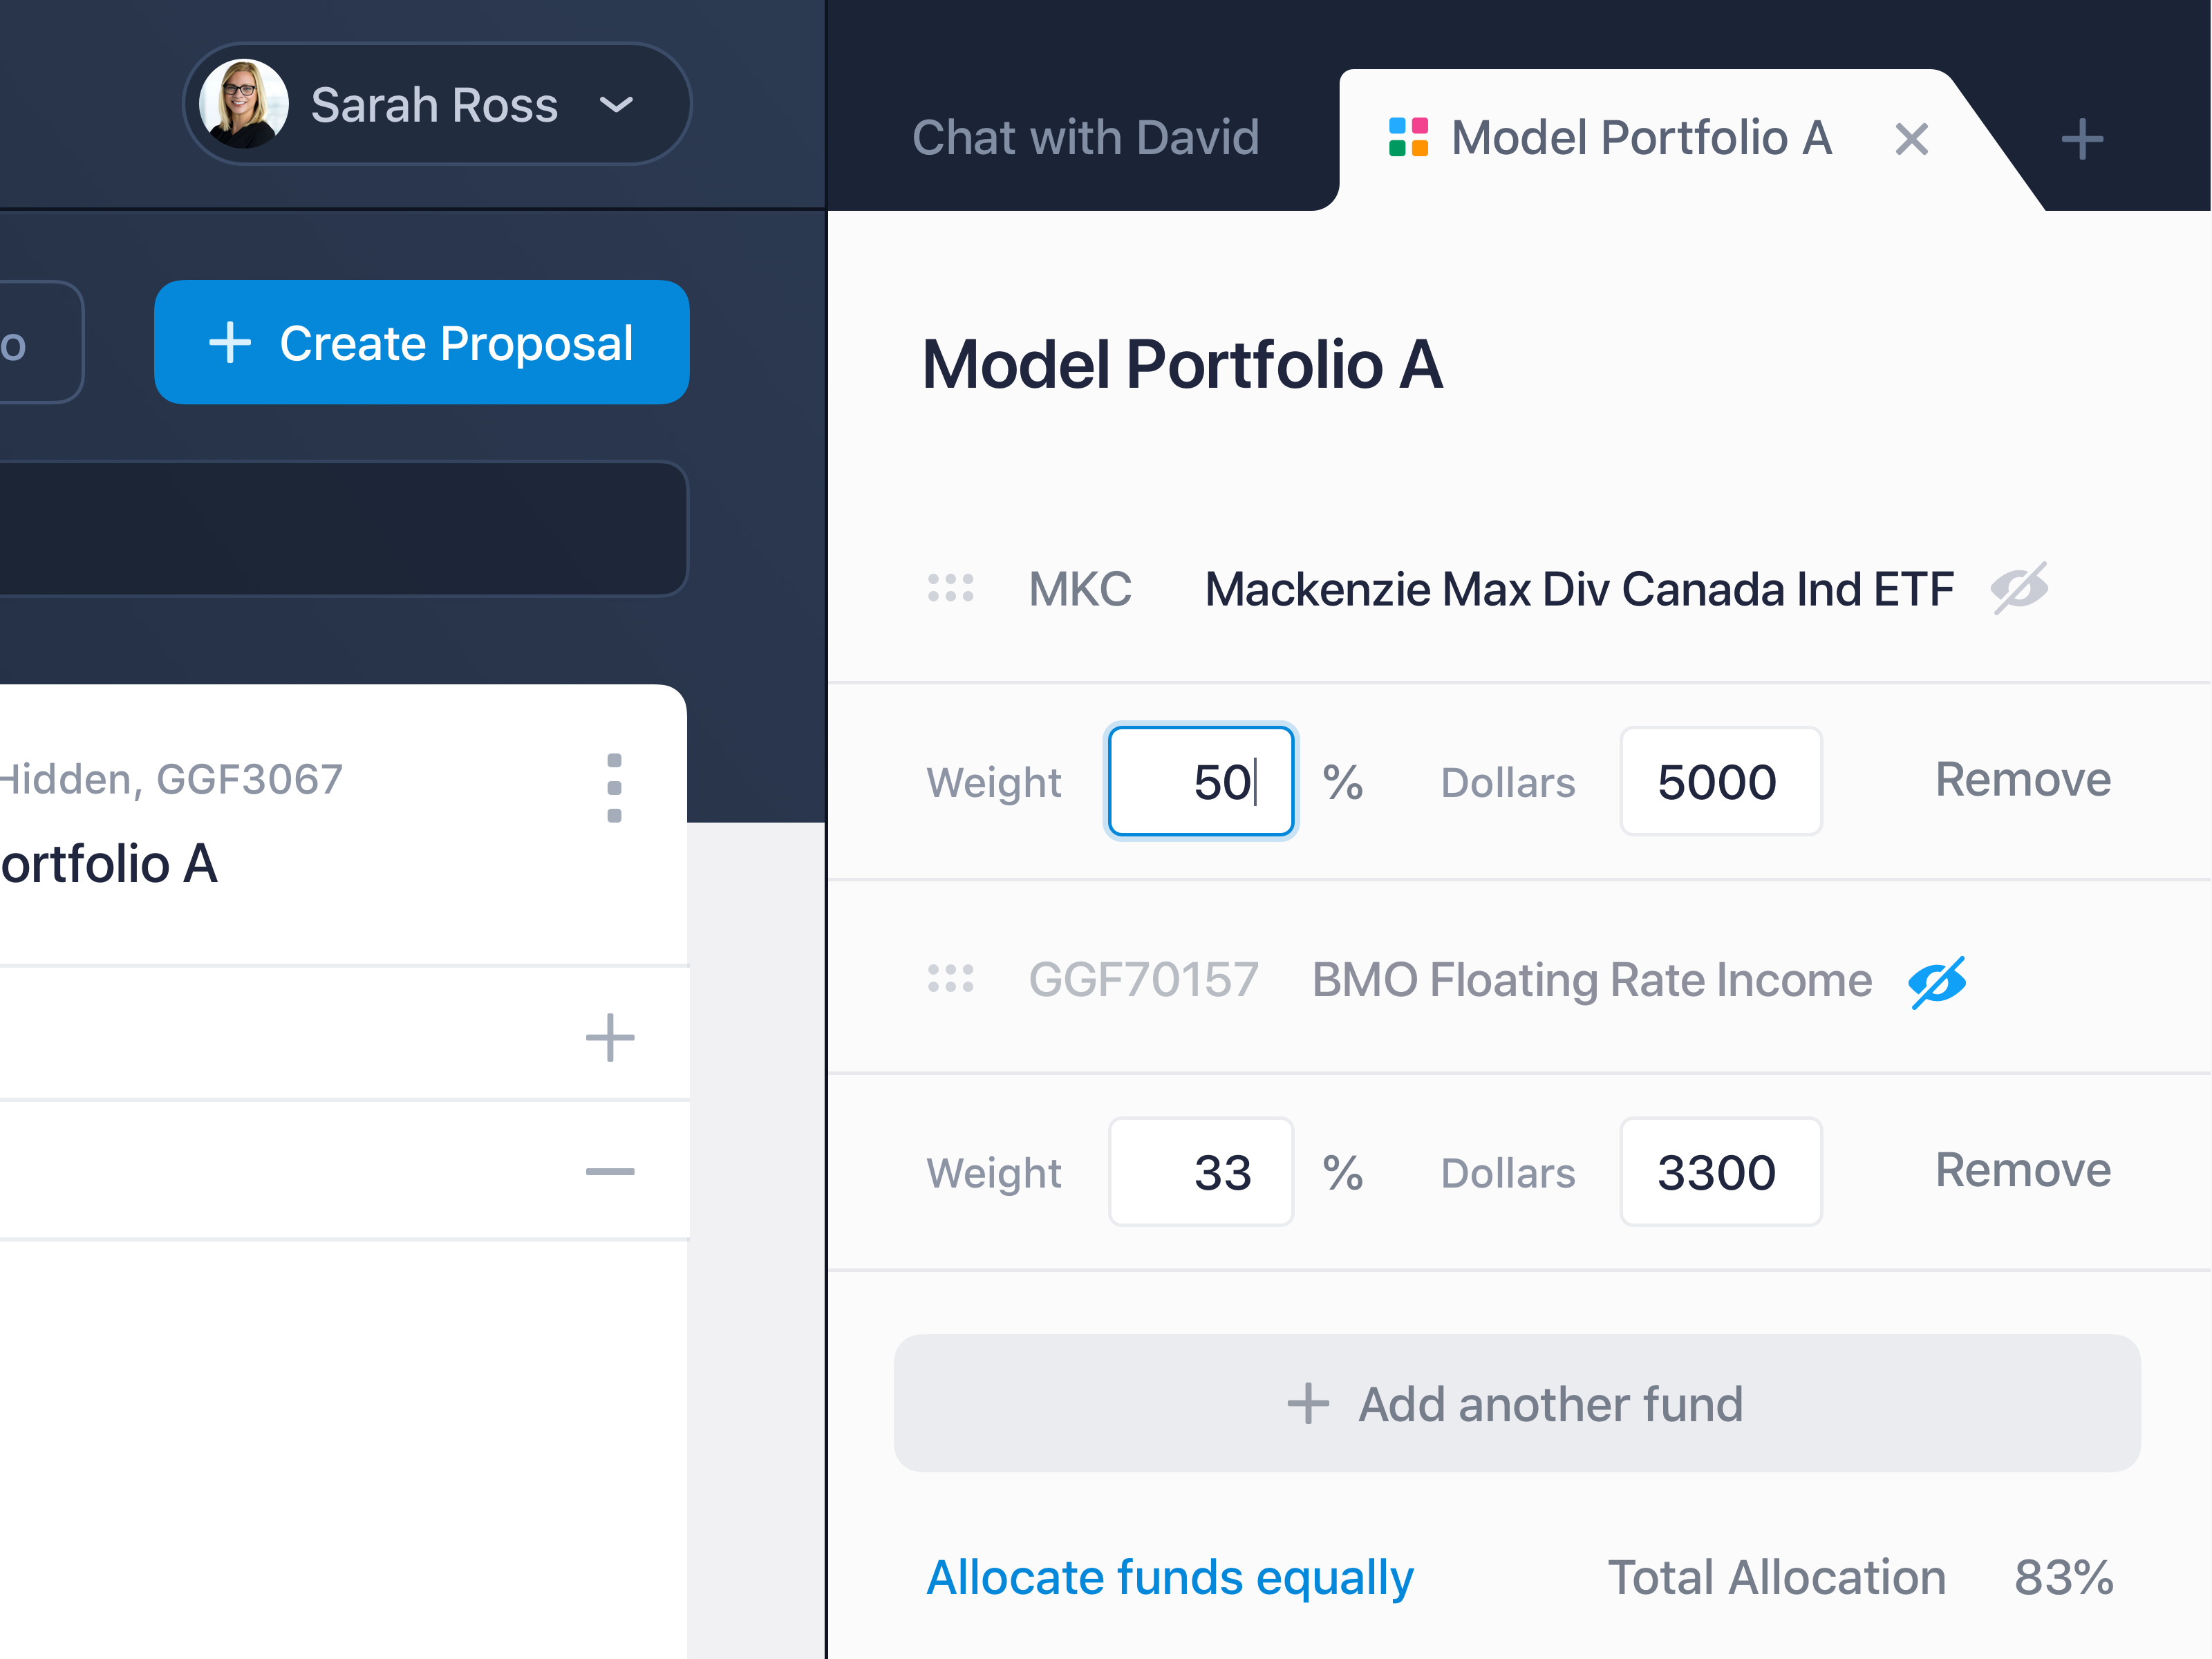 Sarah Ross
Chat with David
Model Portfolio A
o
Create Proposal
Model Portfolio A
MKC Mackenzie Max Div Canada Ind ETF
Hidden, GGF3067
ortfolio A
Weight 50 % Dollars 5000 Remove
GGF70157 BMO Floating Rate Income
Weight 33 % Dollars 3300 Remove
Add another fund
Allocate funds equally
Total Allocation 83%